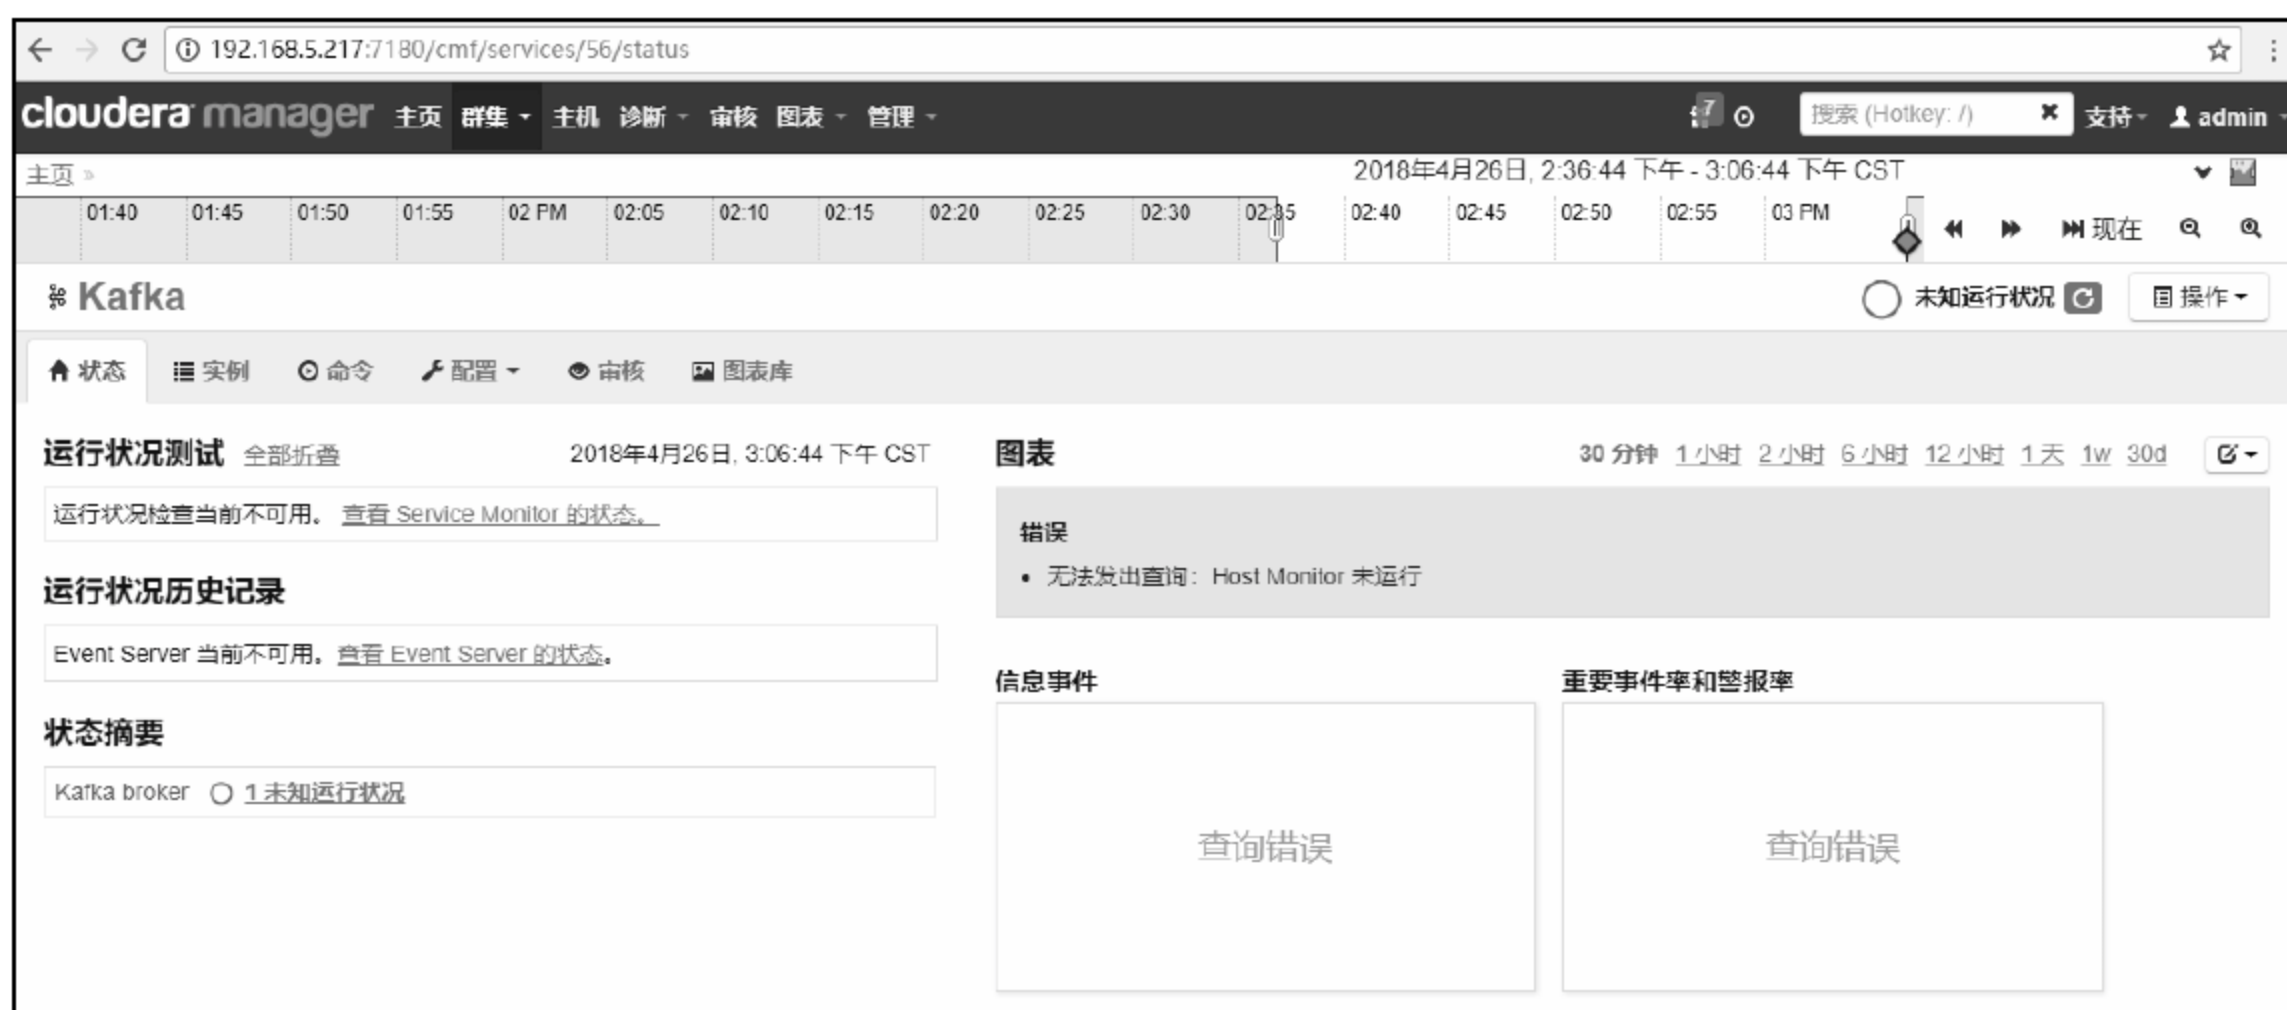 192.168.5.217:7180/cmf/services/56/status
cloudera manager 主页 群集 主机 诊断 审核 图表 管理 7 搜索 (Hotkey: /) 支持 admin
主页 » 2018年4月26日, 2:36:44 下午 - 3:06:44 下午 CST
01:40 01:45 01:50 01:55 02 PM 02:05 02:10 02:15 02:20 02:25 02:30 02:35 02:40 02:45 02:50 02:55 03 PM 现在
Kafka 未知运行状况 操作
状态 实例 命令 配置 审核 图表库
运行状况测试 全部折叠 2018年4月26日, 3:06:44 下午 CST
运行状况检查当前不可用。 查看 Service Monitor 的状态。
运行状况历史记录
Event Server 当前不可用。查看 Event Server 的状态。
状态摘要
Kafka broker 1 未知运行状况
图表 30 分钟 1 小时 2 小时 6 小时 12 小时 1 天 1w 30d
错误
• 无法发出查询：Host Monitor 未运行
信息事件 重要事件率和警报率
查询错误 查询错误